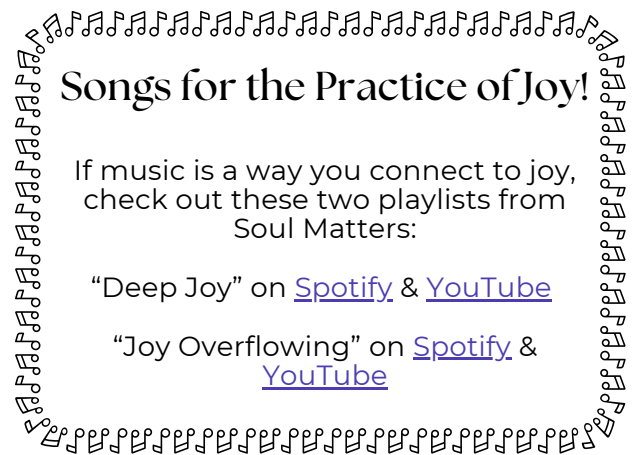 Songs for the Practice of Joy!
If music is a way you connect to joy,
check out these two playlists from
Soul Matters:
“Deep Joy” on Spotify & YouTube
“Joy Overflowing” on Spotify &
YouTube